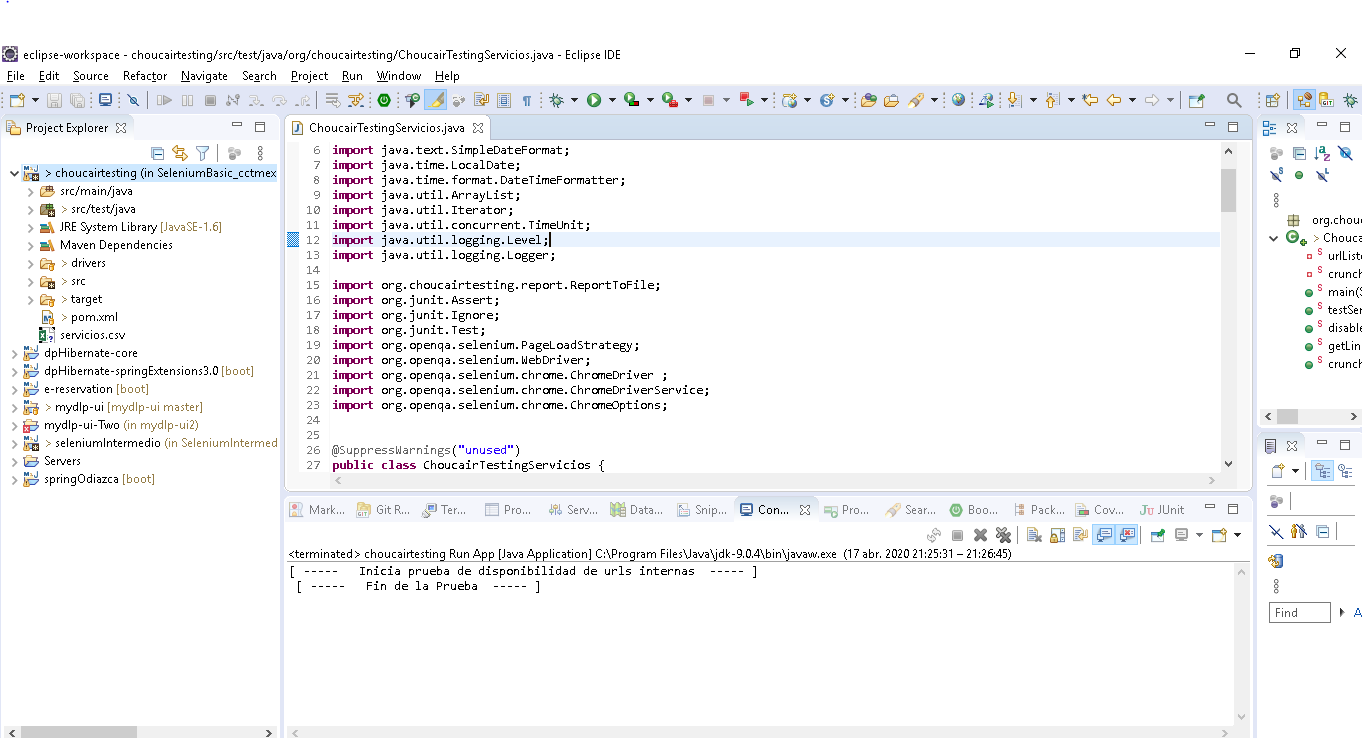 eclipse-workspace - choucairtesting/src/test/java/org/choucairtesting/ChoucairTestingServicios.java - Eclipse IDE
File Edit Source Refactor Navigate Search Project Run Window Help
Project Explorer
> choucairtesting (in SeleniumBasic_cctmex
src/main/java
> src/test/java
JRE System Library [JavaSE-1.6]
Maven Dependencies
> drivers
> src
> target
> pom.xml
servicios.csv
dpHibernate-core
dpHibernate-springExtensions3.0 [boot]
e-reservation [boot]
> mydlp-ui [mydlp-ui master]
mydlp-ui-Two (in mydlp-ui2)
> seleniumIntermedio (in SeleniumIntermed
Servers
springOdiazca [boot]
ChoucairTestingServicios.java
6 import java.text.SimpleDateFormat;
7 import java.time.LocalDate;
8 import java.time.format.DateTimeFormatter;
9 import java.util.ArrayList;
10 import java.util.Iterator;
11 import java.util.concurrent.TimeUnit;
12 import java.util.logging.Level;
13 import java.util.logging.Logger;
14
15 import org.choucairtesting.report.ReportToFile;
16 import org.junit.Assert;
17 import org.junit.Ignore;
18 import org.junit.Test;
19 import org.openqa.selenium.PageLoadStrategy;
20 import org.openqa.selenium.WebDriver;
21 import org.openqa.selenium.chrome.ChromeDriver ;
22 import org.openqa.selenium.chrome.ChromeDriverService;
23 import org.openqa.selenium.chrome.ChromeOptions;
24
25
26 @SuppressWarnings("unused")
27 public class ChoucairTestingServicios {
org.chou
> Chouca
urlListo
crunch
main(S
testSer
disable
getLin
crunch
Mark... Git R... Ter... Pro... Serv... Data... Snip... Con... Pro... Sear... Boo... Pack... Cov... JUnit
<terminated> choucairtesting Run App [Java Application] C:\Program Files\Java\jdk-9.0.4\bin\javaw.exe (17 abr. 2020 21:25:31 – 21:26:45)
[ ----- Inicia prueba de disponibilidad de urls internas ----- ]
[ ----- Fin de la Prueba ----- ]
Find
A